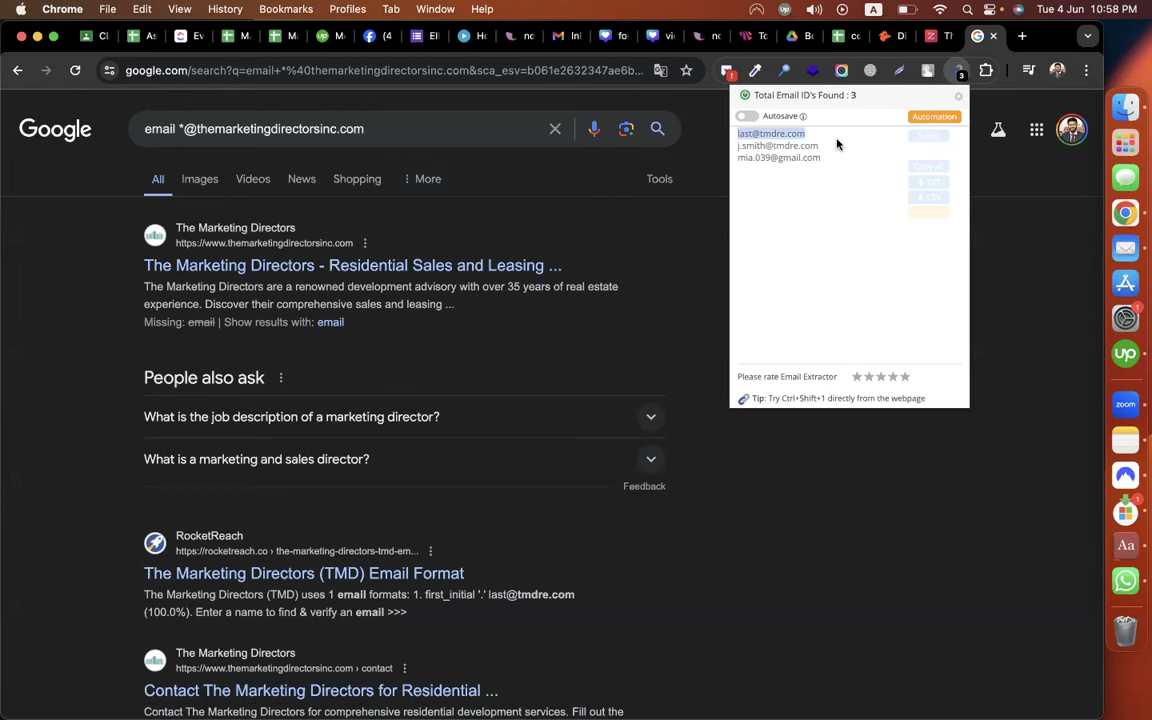 Chrome File Edit View History Bookmarks Profiles Tab Window Help
A
Tue 4 Jun 10:58 PM
google.com/search?q=email+*%40themarketingdirectorsinc.com&sca_esv=b061e2632347ae6b...
Google
email *@themarketingdirectorsinc.com
All Images Videos News Shopping More
Tools
The Marketing Directors
https://www.themarketingdirectorsinc.com
The Marketing Directors - Residential Sales and Leasing ...
The Marketing Directors are a renowned development advisory with over 35 years of real estate
experience. Discover their comprehensive sales and leasing ...
Missing: email | Show results with: email
People also ask
What is the job description of a marketing director?
What is a marketing and sales director?
Feedback
RocketReach
https://rocketreach.co › the-marketing-directors-tmd-em...
The Marketing Directors (TMD) Email Format
The Marketing Directors (TMD) uses 1 email formats: 1. first_initial '.' last@tmdre.com
(100.0%). Enter a name to find & verify an email >>>
The Marketing Directors
https://www.themarketingdirectorsinc.com › contact
Contact The Marketing Directors for Residential ...
Contact The Marketing Directors for comprehensive residential development services. Fill out the
Total Email ID's Found : 3
Autosave
Automation
last@tmdre.com
j.smith@tmdre.com
mia.039@gmail.com
Select
Copy all
TXT
CSV
Please rate Email Extractor
Tip: Try Ctrl+Shift+1 directly from the webpage
up
zoom
Aa